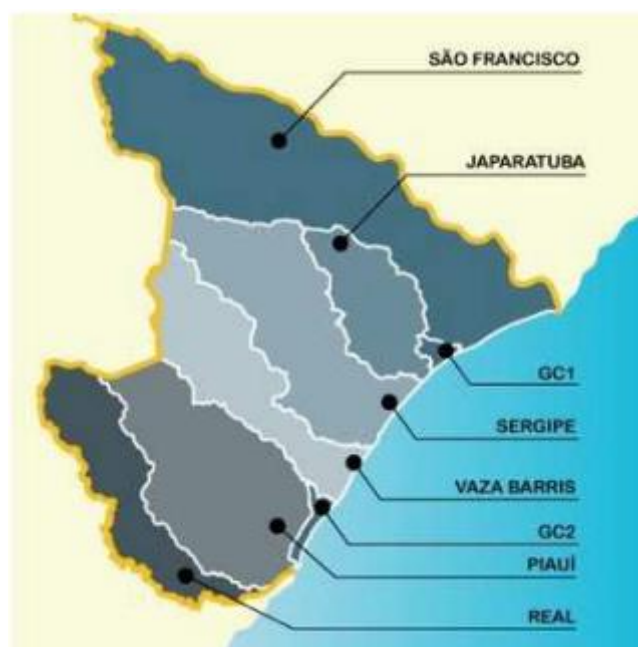 SÃO FRANCISCO
JAPARATUBA
GC1
SERGIPE
VAZA BARRIS
GC2
PIAUÍ
REAL